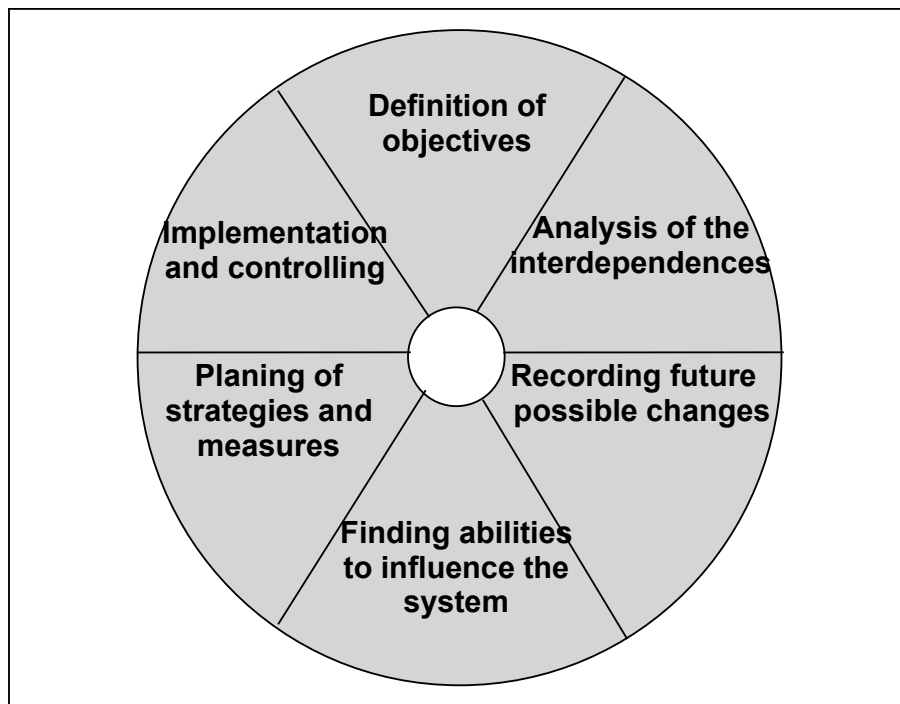 Definition of
objectives
Analysis of the
interdependences
Recording future
possible changes
Finding abilities
to influence the
system
Planing of
strategies and
measures
Implementation
and controlling